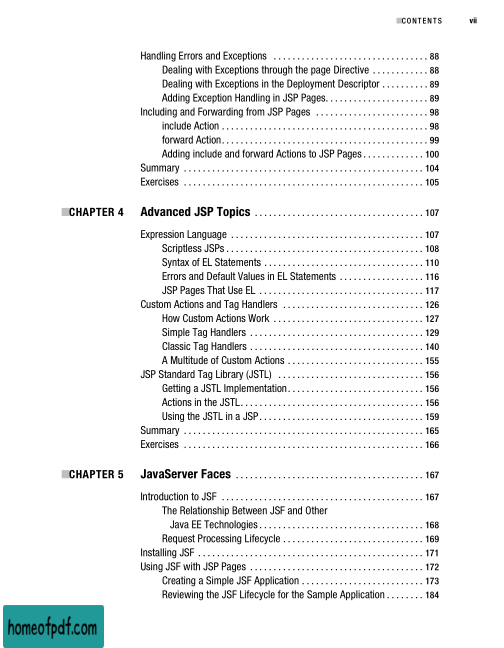 CONTENTS vii
Handling Errors and Exceptions . . . . . . . . . . . . . . . . . . . . . . . . . . . . . . . . 88
Dealing with Exceptions through the page Directive . . . . . . . . . . . . 88
Dealing with Exceptions in the Deployment Descriptor . . . . . . . . . . 89
Adding Exception Handling in JSP Pages. . . . . . . . . . . . . . . . . . . . . 89
Including and Forwarding from JSP Pages . . . . . . . . . . . . . . . . . . . . . . . 98
include Action . . . . . . . . . . . . . . . . . . . . . . . . . . . . . . . . . . . . . . . . . . . 98
forward Action. . . . . . . . . . . . . . . . . . . . . . . . . . . . . . . . . . . . . . . . . . . 99
Adding include and forward Actions to JSP Pages . . . . . . . . . . . . . 100
Summary . . . . . . . . . . . . . . . . . . . . . . . . . . . . . . . . . . . . . . . . . . . . . . . . . . 104
Exercises . . . . . . . . . . . . . . . . . . . . . . . . . . . . . . . . . . . . . . . . . . . . . . . . . . 105
CHAPTER 4 Advanced JSP Topics . . . . . . . . . . . . . . . . . . . . . . . . . . . . . . . . . . . 107
Expression Language . . . . . . . . . . . . . . . . . . . . . . . . . . . . . . . . . . . . . . . . 107
Scriptless JSPs . . . . . . . . . . . . . . . . . . . . . . . . . . . . . . . . . . . . . . . . . 108
Syntax of EL Statements . . . . . . . . . . . . . . . . . . . . . . . . . . . . . . . . . 110
Errors and Default Values in EL Statements . . . . . . . . . . . . . . . . . . 116
JSP Pages That Use EL . . . . . . . . . . . . . . . . . . . . . . . . . . . . . . . . . . 117
Custom Actions and Tag Handlers . . . . . . . . . . . . . . . . . . . . . . . . . . . . . 126
How Custom Actions Work . . . . . . . . . . . . . . . . . . . . . . . . . . . . . . . 127
Simple Tag Handlers . . . . . . . . . . . . . . . . . . . . . . . . . . . . . . . . . . . . 129
Classic Tag Handlers . . . . . . . . . . . . . . . . . . . . . . . . . . . . . . . . . . . . 140
A Multitude of Custom Actions . . . . . . . . . . . . . . . . . . . . . . . . . . . . 155
JSP Standard Tag Library (JSTL) . . . . . . . . . . . . . . . . . . . . . . . . . . . . . . 156
Getting a JSTL Implementation. . . . . . . . . . . . . . . . . . . . . . . . . . . . 156
Actions in the JSTL. . . . . . . . . . . . . . . . . . . . . . . . . . . . . . . . . . . . . . 156
Using the JSTL in a JSP. . . . . . . . . . . . . . . . . . . . . . . . . . . . . . . . . . 159
Summary . . . . . . . . . . . . . . . . . . . . . . . . . . . . . . . . . . . . . . . . . . . . . . . . . . 165
Exercises . . . . . . . . . . . . . . . . . . . . . . . . . . . . . . . . . . . . . . . . . . . . . . . . . . 166
CHAPTER 5 JavaServer Faces . . . . . . . . . . . . . . . . . . . . . . . . . . . . . . . . . . . . . . . 167
Introduction to JSF . . . . . . . . . . . . . . . . . . . . . . . . . . . . . . . . . . . . . . . . . . 167
The Relationship Between JSF and Other
Java EE Technologies . . . . . . . . . . . . . . . . . . . . . . . . . . . . . . . . . . 168
Request Processing Lifecycle . . . . . . . . . . . . . . . . . . . . . . . . . . . . . 169
Installing JSF . . . . . . . . . . . . . . . . . . . . . . . . . . . . . . . . . . . . . . . . . . . . . . . 171
Using JSF with JSP Pages . . . . . . . . . . . . . . . . . . . . . . . . . . . . . . . . . . . . 172
Creating a Simple JSF Application . . . . . . . . . . . . . . . . . . . . . . . . . 173
Reviewing the JSF Lifecycle for the Sample Application . . . . . . . . 184
homeofpdf.com